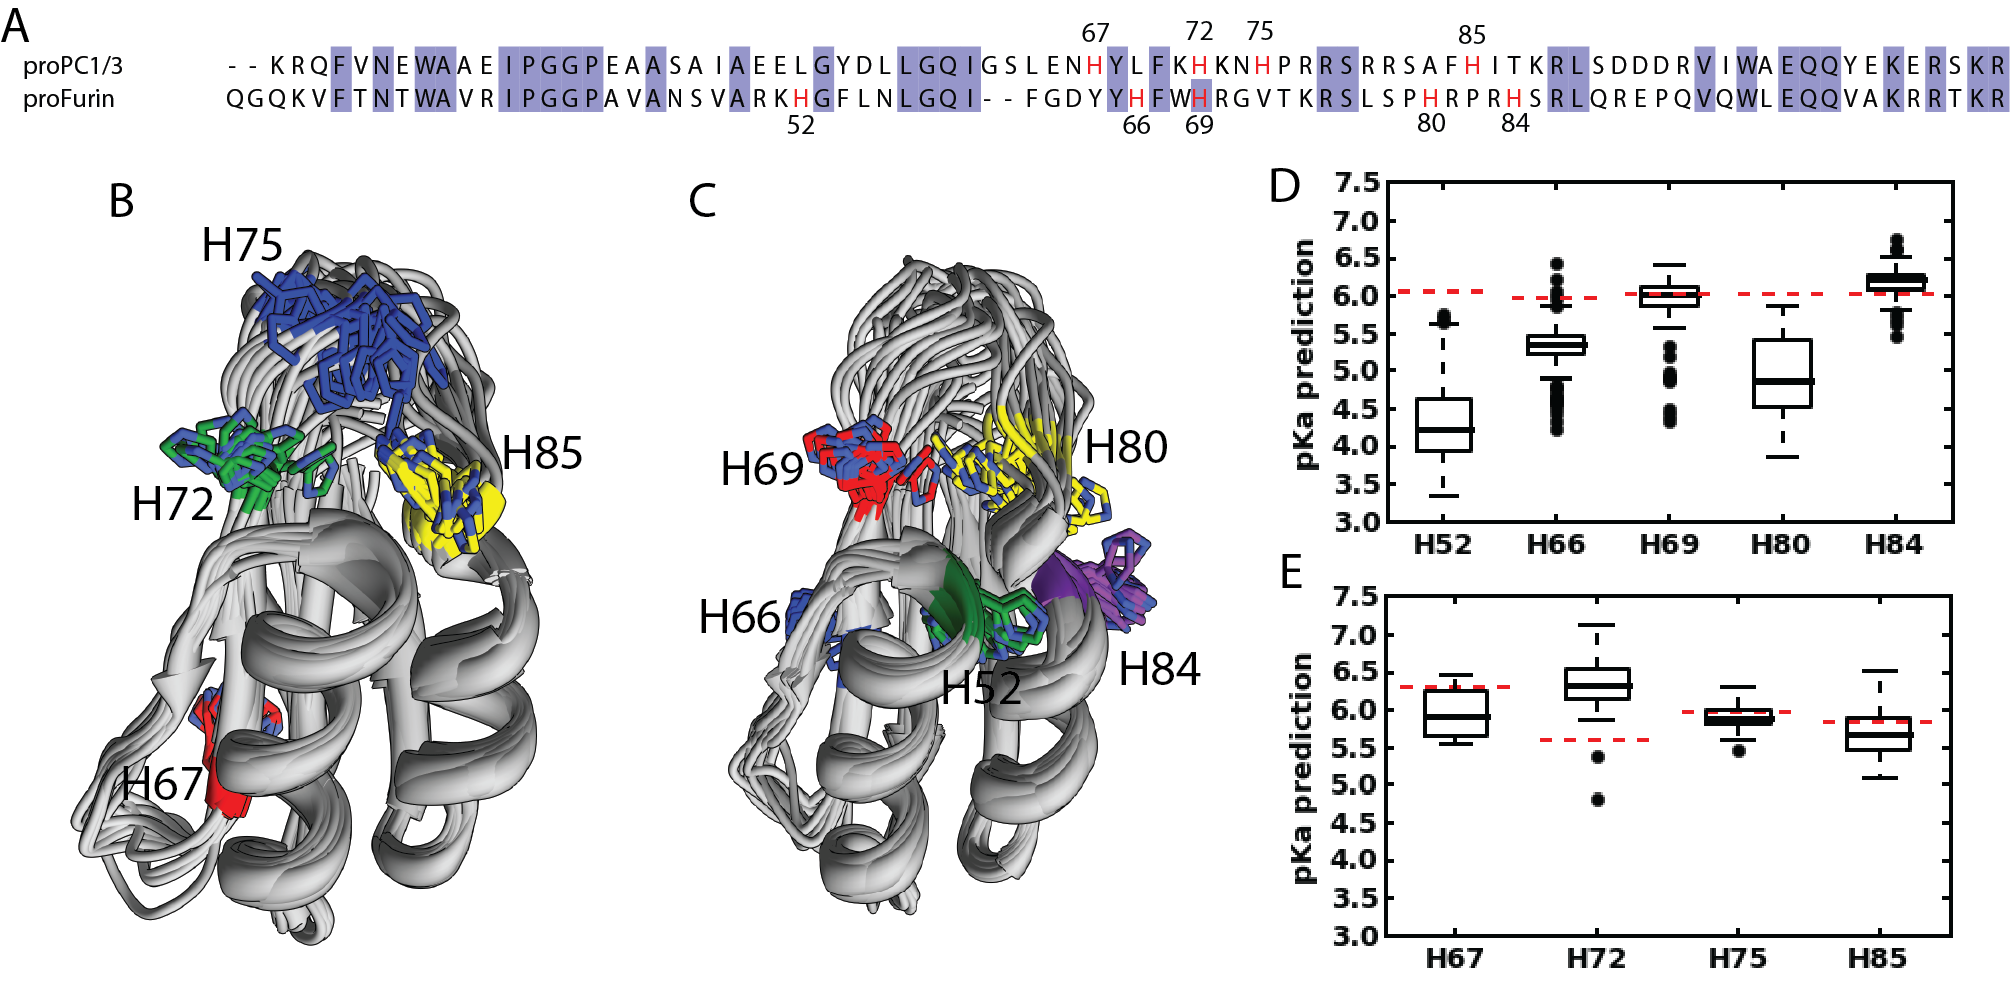 A
67 72 75 85
proPC1/3 --KRQFVNEWAAEIPGGPEAASAIAEELGYDLLGQIGSLENHYLFKHKNHPRRSRRSAFHITKRLSDDDRVIWAEQQYEKERSKR
proFurin QGQKVFTNTWAVRIPGGPAVANSVARKHGFLNLGQI--FGDYYHFWHRGVTKRSLSPHRPRHSRLQREPQVQWLEQQVAKRRTKR
52 66 69 80 84
B
H75
H85
H72
H67
C
H80
H69
H66
H84
H52
D
pKa prediction
7.5
7.0
6.5
6.0
5.5
5.0
4.5
4.0
3.5
3.0
H52 H66 H69 H80 H84
E
pKa prediction
7.5
7.0
6.5
6.0
5.5
5.0
4.5
4.0
3.5
3.0
H67 H72 H75 H85